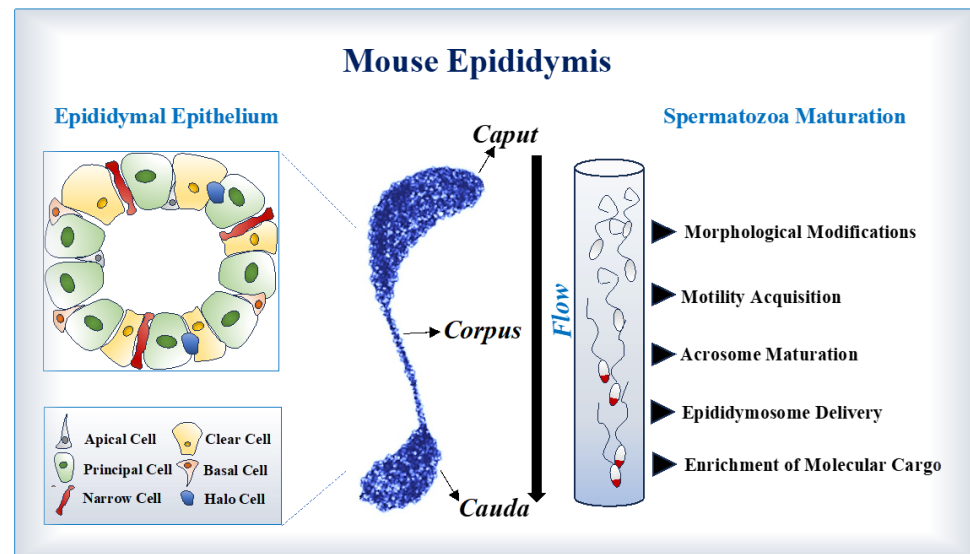 Mouse Epididymis
Epididymal Epithelium
Spermatozoa Maturation
Caput
Corpus
Cauda
Flow
Morphological Modifications
Motility Acquisition
Acrosome Maturation
Epididymosome Delivery
Enrichment of Molecular Cargo
Apical Cell
Clear Cell
Principal Cell
Basal Cell
Narrow Cell
Halo Cell